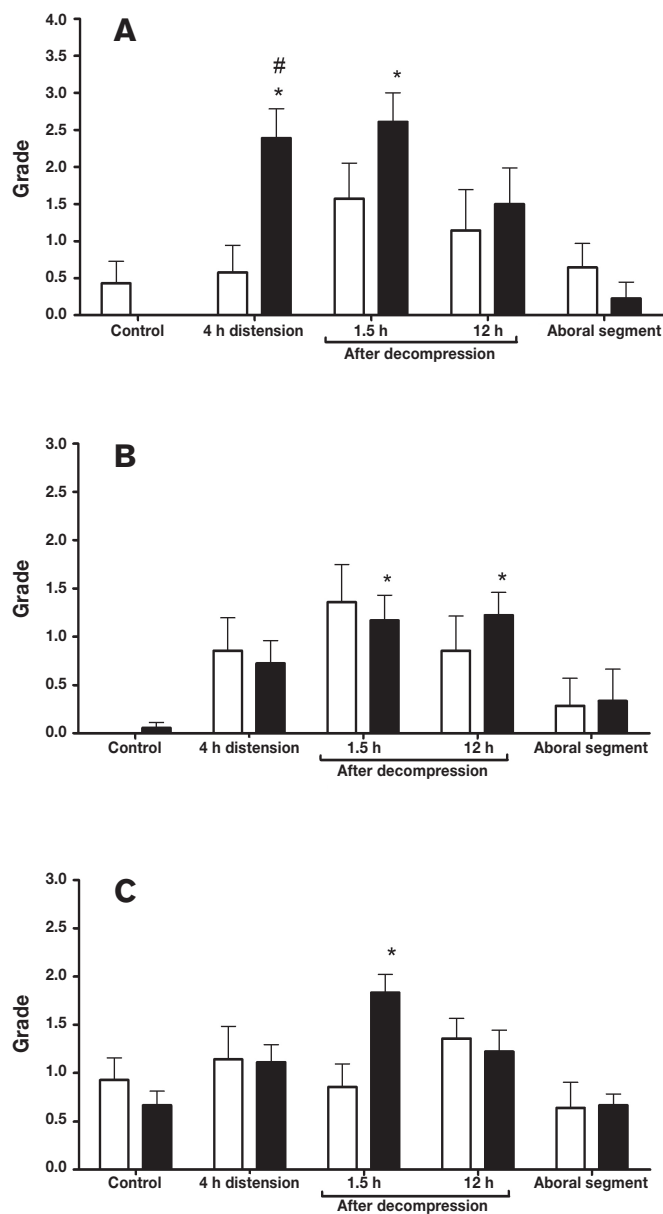 A
4.0
3.5
3.0
2.5
2.0
1.5
1.0
0.5
0.0
Grade
#
*
*
Control 4 h distension 1.5 h 12 h Aboral segment
After decompression
B
3.0
2.5
2.0
1.5
1.0
0.5
0.0
Grade
* *
Control 4 h distension 1.5 h 12 h Aboral segment
After decompression
C
3.0
2.5
2.0
1.5
1.0
0.5
0.0
Grade
*
Control 4 h distension 1.5 h 12 h Aboral segment
After decompression